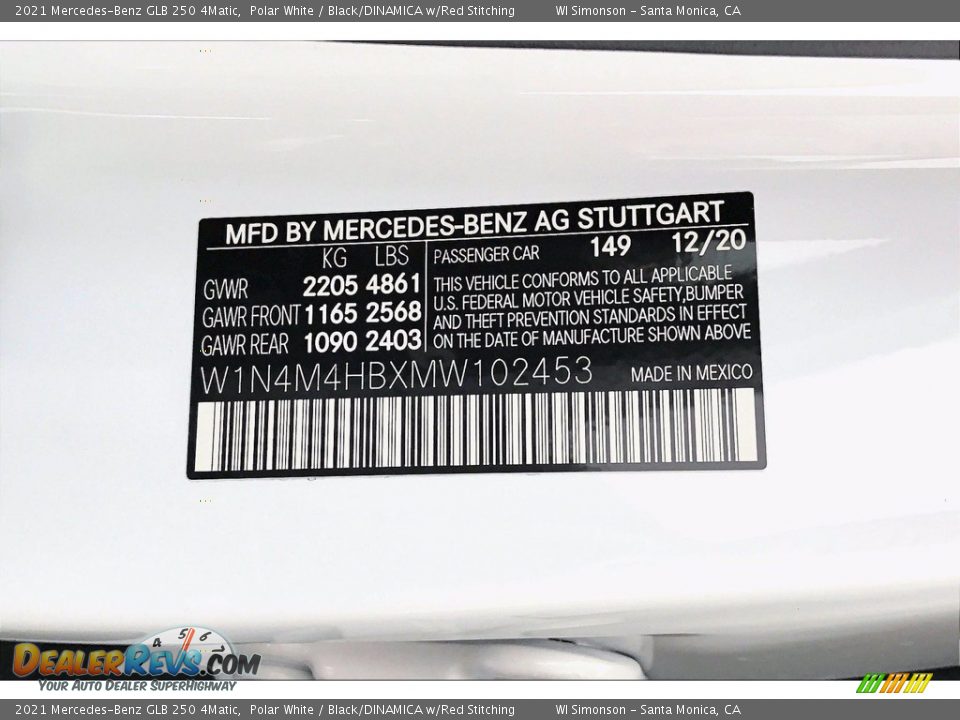 2021 Mercedes-Benz GLB 250 4Matic, Polar White / Black/DINAMICA w/Red Stitching WI Simonson - Santa Monica, CA
MFD BY MERCEDES-BENZ AG STUTTGART
KG LBS
GVWR 2205 4861
GAWR FRONT 1165 2568
GAWR REAR 1090 2403
PASSENGER CAR 149 12/20
THIS VEHICLE CONFORMS TO ALL APPLICABLE
U.S. FEDERAL MOTOR VEHICLE SAFETY,BUMPER
AND THEFT PREVENTION STANDARDS IN EFFECT
ON THE DATE OF MANUFACTURE SHOWN ABOVE
W1N4M4HBXMW102453 MADE IN MEXICO
4 5 6
DEALERREVS.COM
YOUR AUTO DEALER SUPERHIGHWAY
2021 Mercedes-Benz GLB 250 4Matic, Polar White / Black/DINAMICA w/Red Stitching WI Simonson - Santa Monica, CA